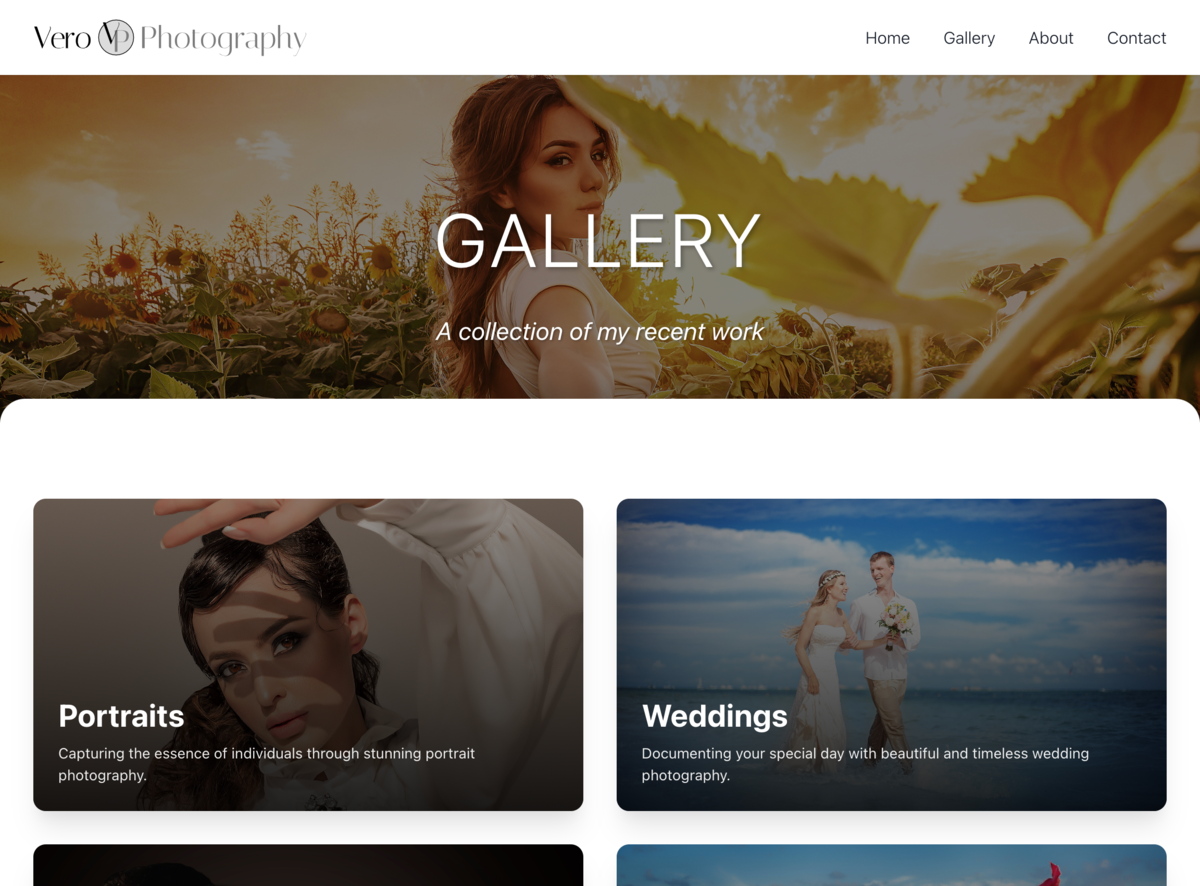 Vero VP Photography
Home Gallery About Contact
GALLERY
A collection of my recent work
Portraits
Capturing the essence of individuals through stunning portrait
photography.
Weddings
Documenting your special day with beautiful and timeless wedding
photography.